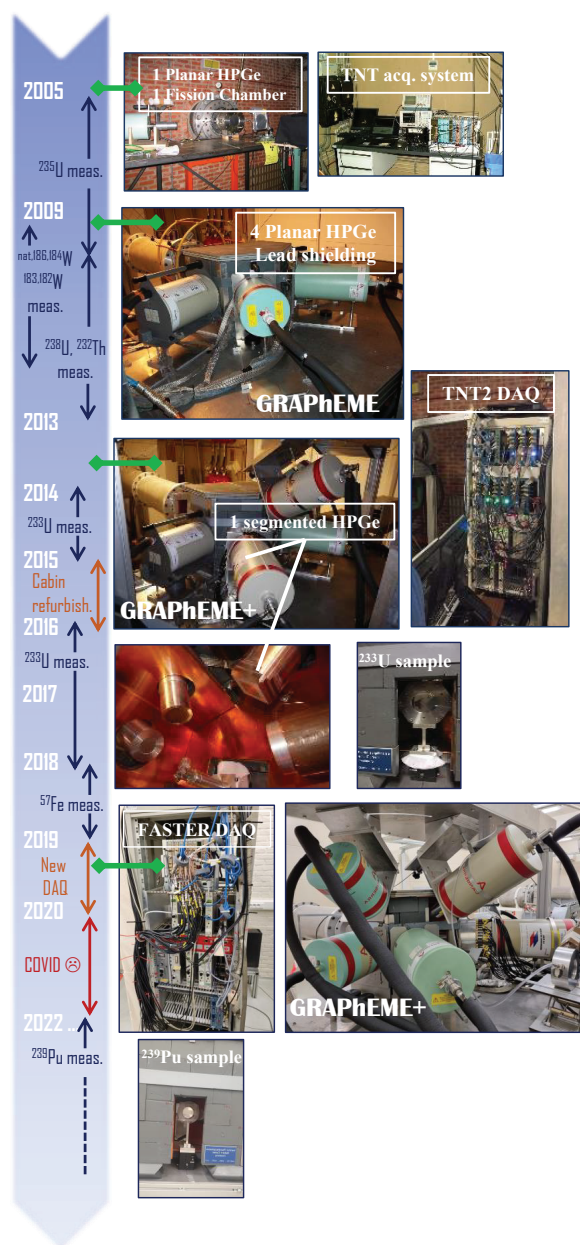 1 Planar HPGe
1 Fission Chamber
TNT acq. system
2005
²³⁵U meas.
2009
4 Planar HPGe
Lead shielding
nat,186,184W
183,182W
meas.
²³⁸U, ²³²Th
meas.
GRAPhEME
TNT2 DAQ
2013
2014
²³³U meas.
1 segmented HPGe
2015
Cabin
refurbish.
GRAPhEME+
2016
²³³U meas.
²³³U sample
2017
2018
⁵⁷Fe meas.
FASTER DAQ
2019
New
DAQ
2020
COVID ☹
GRAPhEME+
2022 ..
²³⁹Pu meas.
²³⁹Pu sample